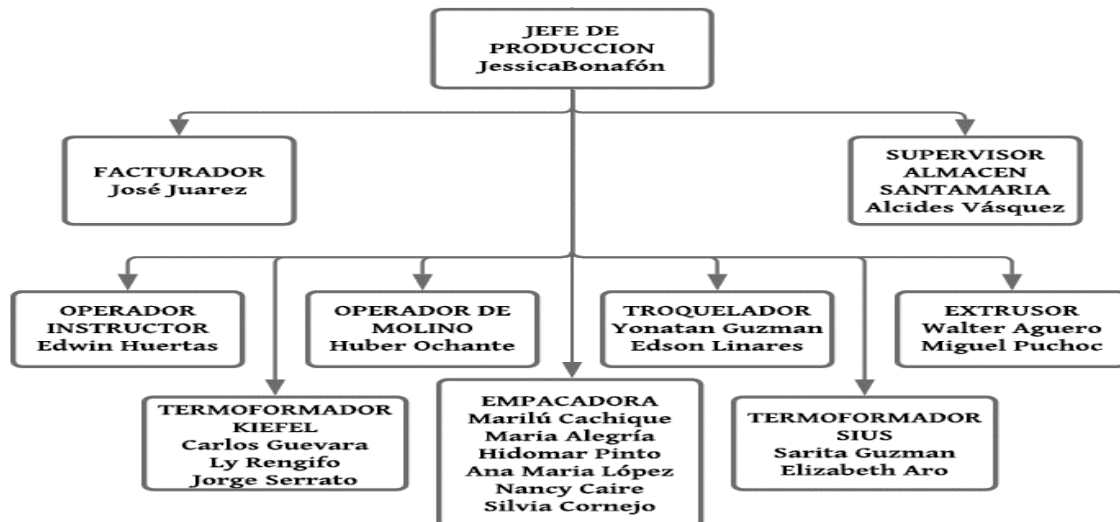 JEFE DE
PRODUCCION
JessicaBonafón
FACTURADOR
José Juarez
SUPERVISOR
ALMACEN
SANTAMARIA
Alcides Vásquez
OPERADOR
INSTRUCTOR
Edwin Huertas
OPERADOR DE
MOLINO
Huber Ochante
TROQUELADOR
Yonatan Guzman
Edson Linares
EXTRUSOR
Walter Aguero
Miguel Puchoc
TERMOFORMADOR
KIEFEL
Carlos Guevara
Ly Rengifo
Jorge Serrato
EMPACADORA
Marilú Cachique
Maria Alegría
Hidomar Pinto
Ana Maria López
Nancy Caire
Silvia Cornejo
TERMOFORMADOR
SIUS
Sarita Guzman
Elizabeth Aro